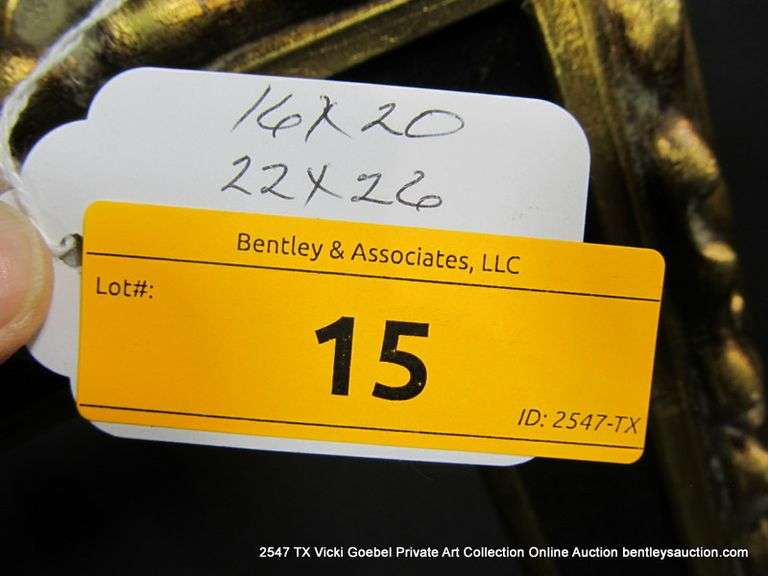 16X20
22X26
Bentley & Associates, LLC
Lot#:
15
ID: 2547-TX
2547 TX Vicki Goebel Private Art Collection Online Auction bentleysauction.com